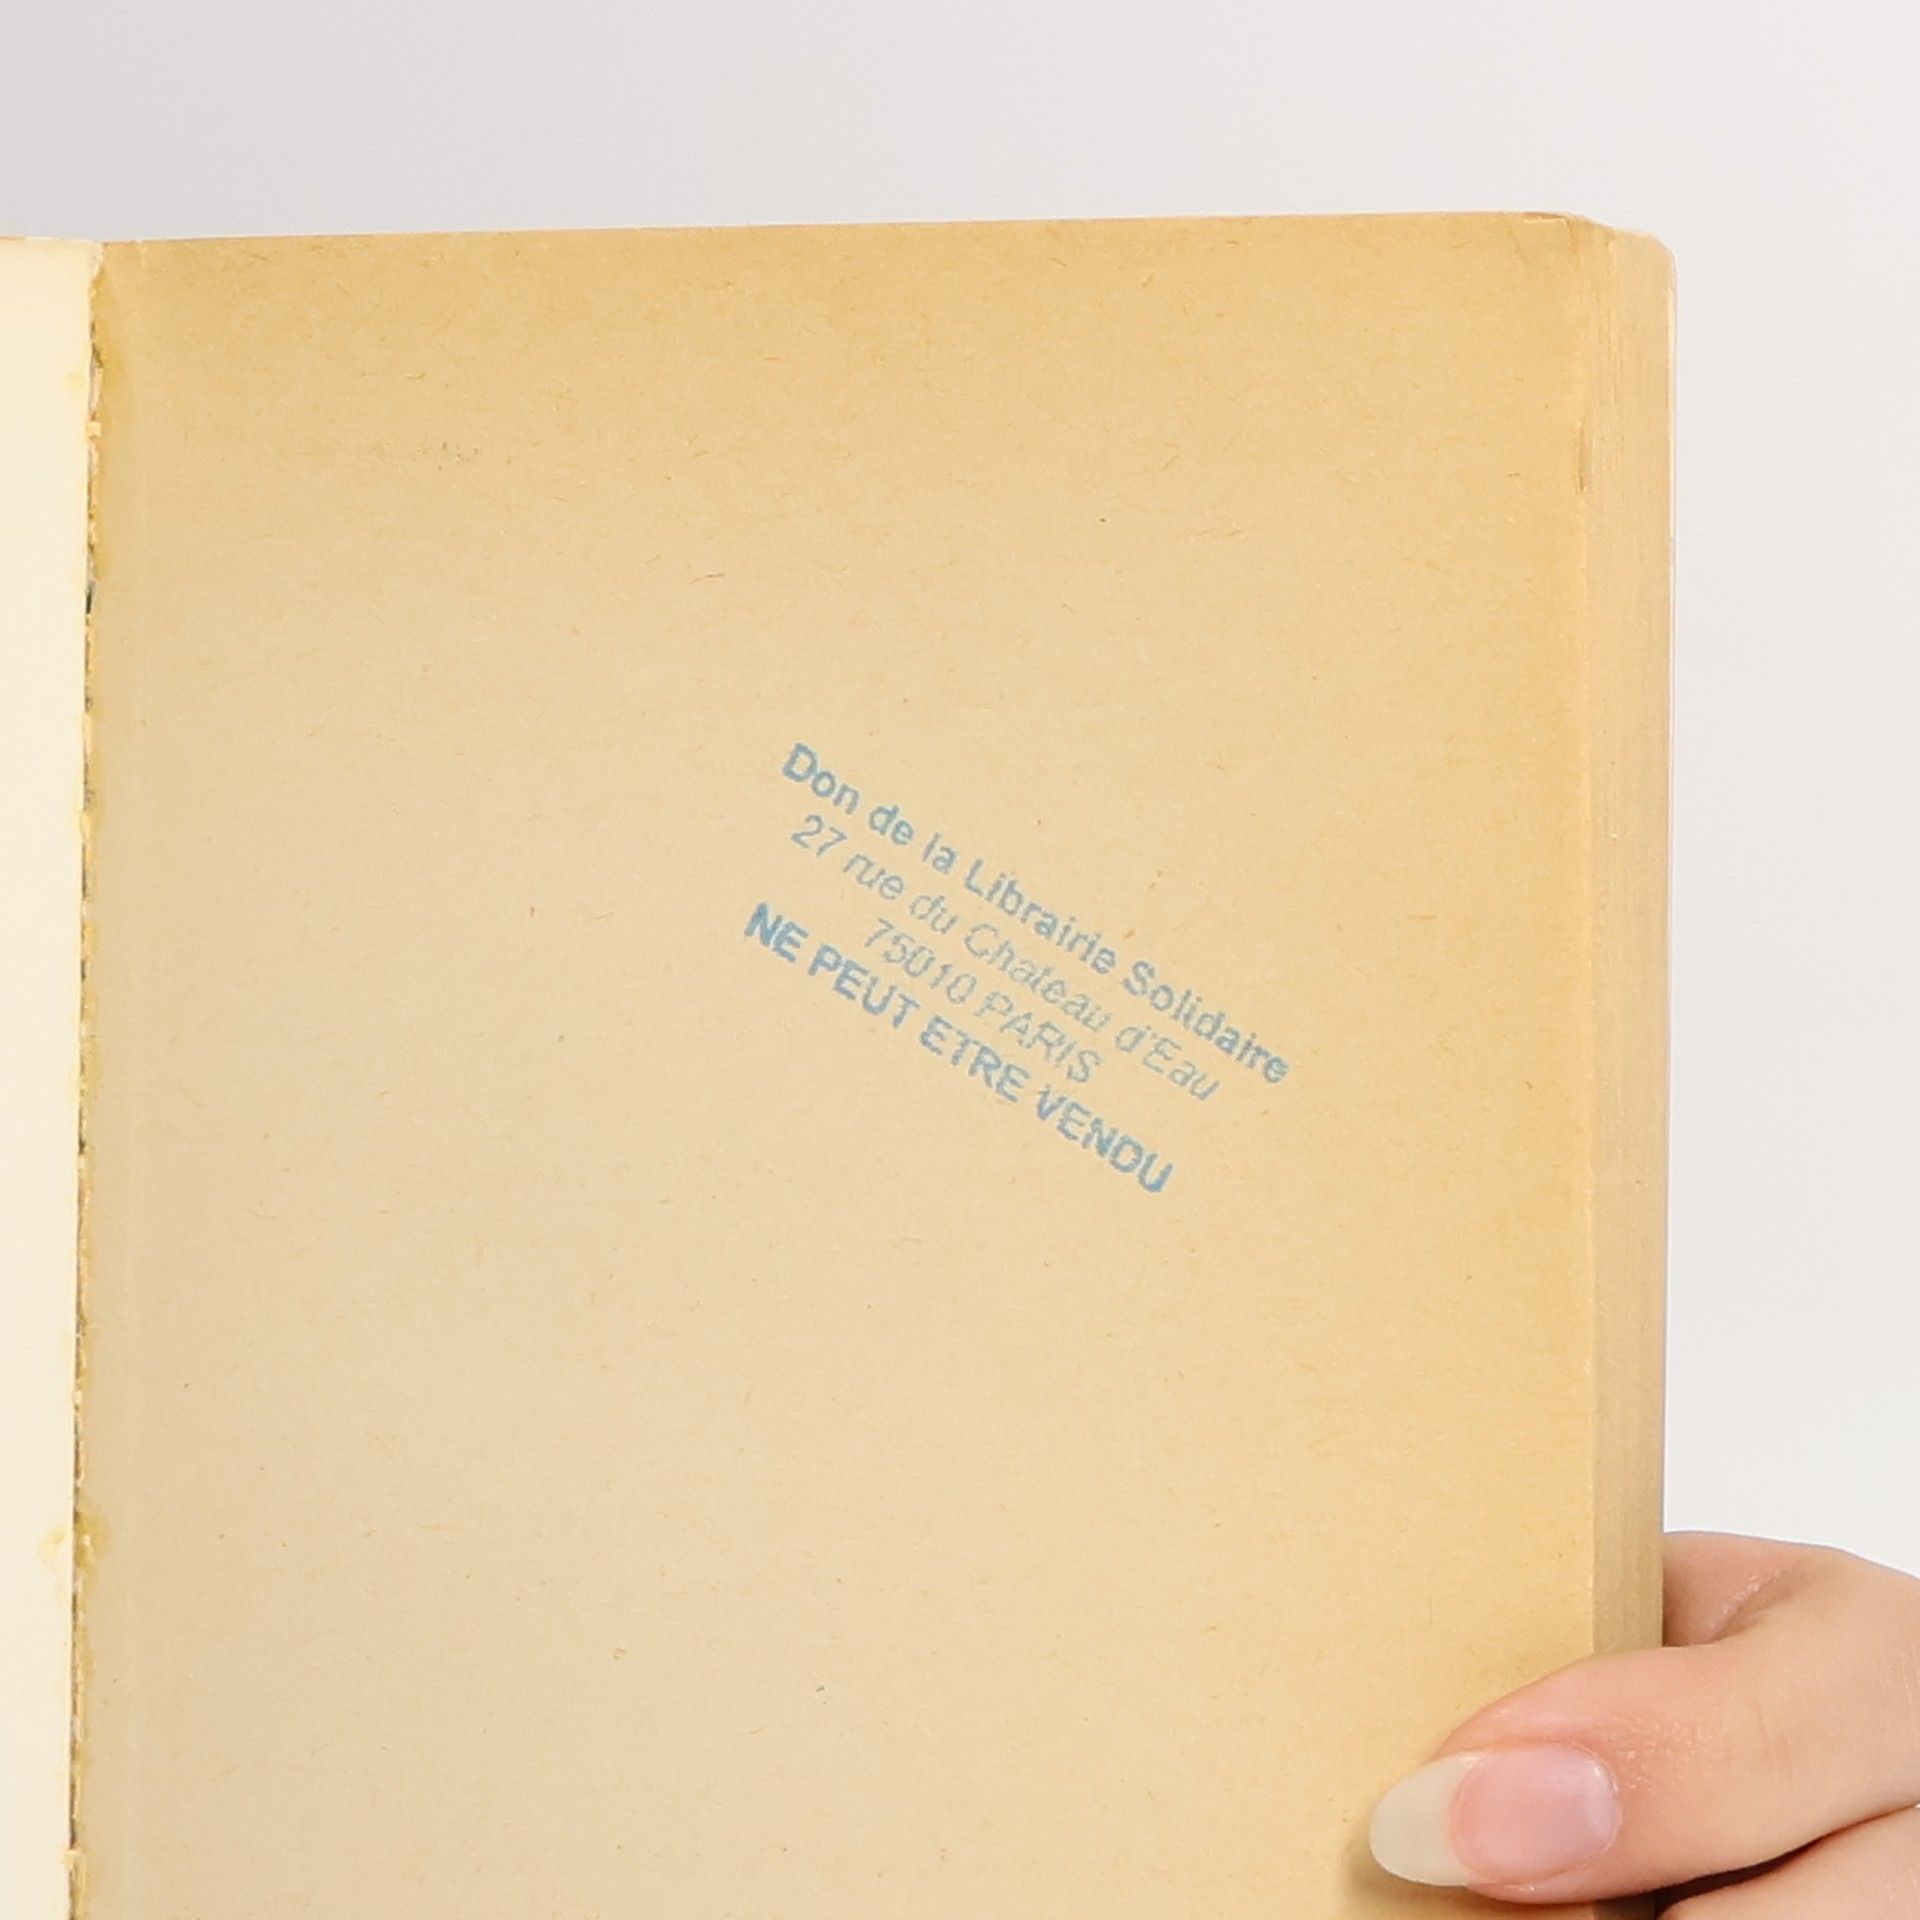 Don de la Librairie Solidaire
27 rue du Chateau d'Eau
75010 PARIS
NE PEUT ETRE VENDU